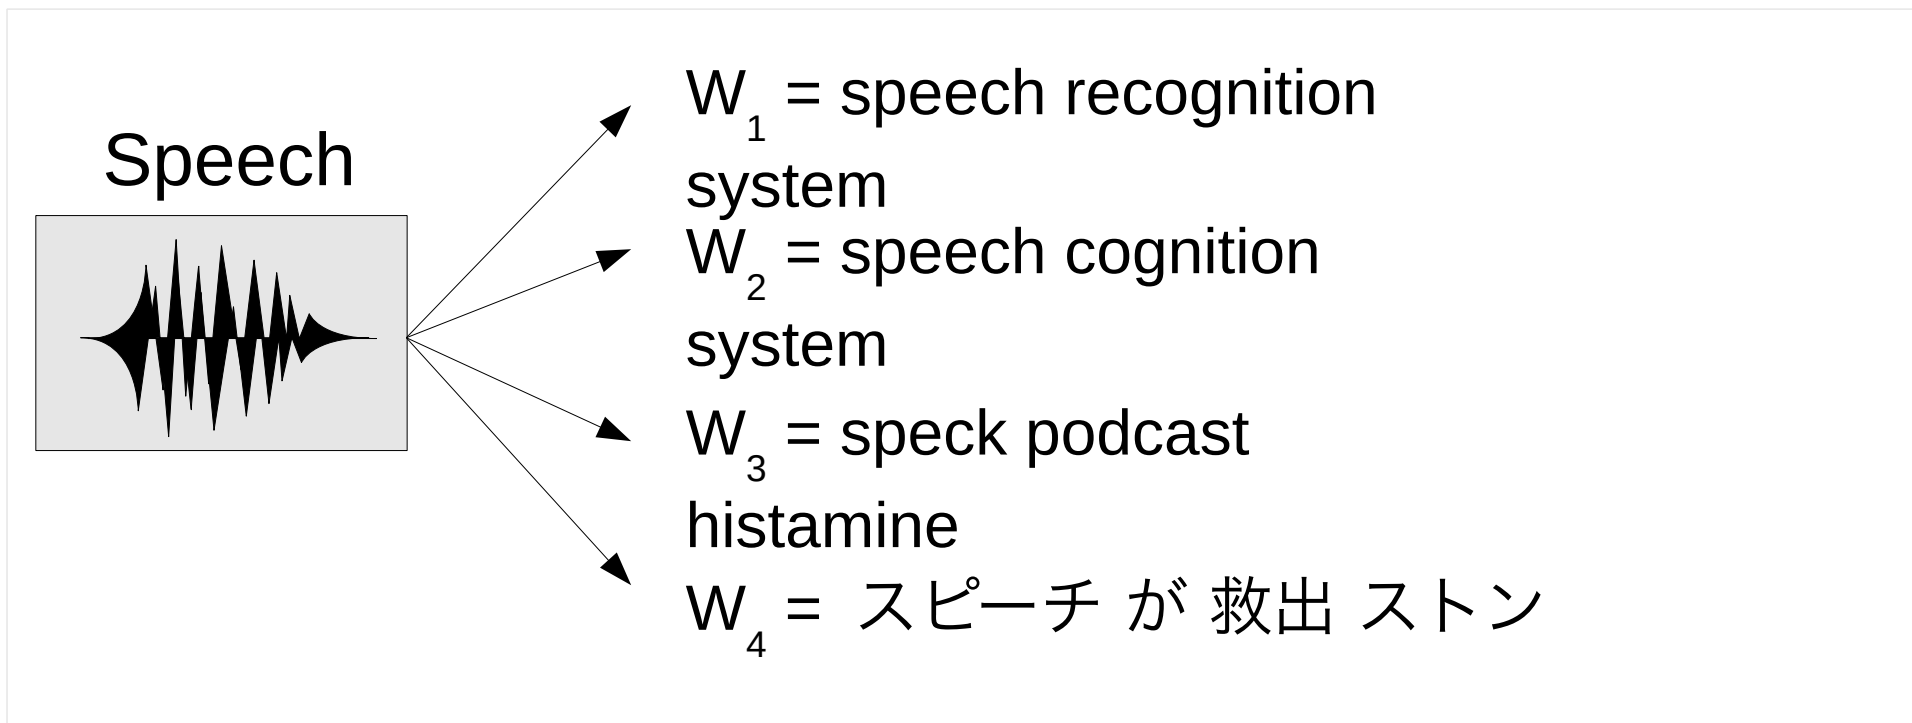 Speech
W1 = speech recognition
system
W2 = speech cognition
system
W3 = speck podcast
histamine
W4 = スピーチ が 救出 ストン